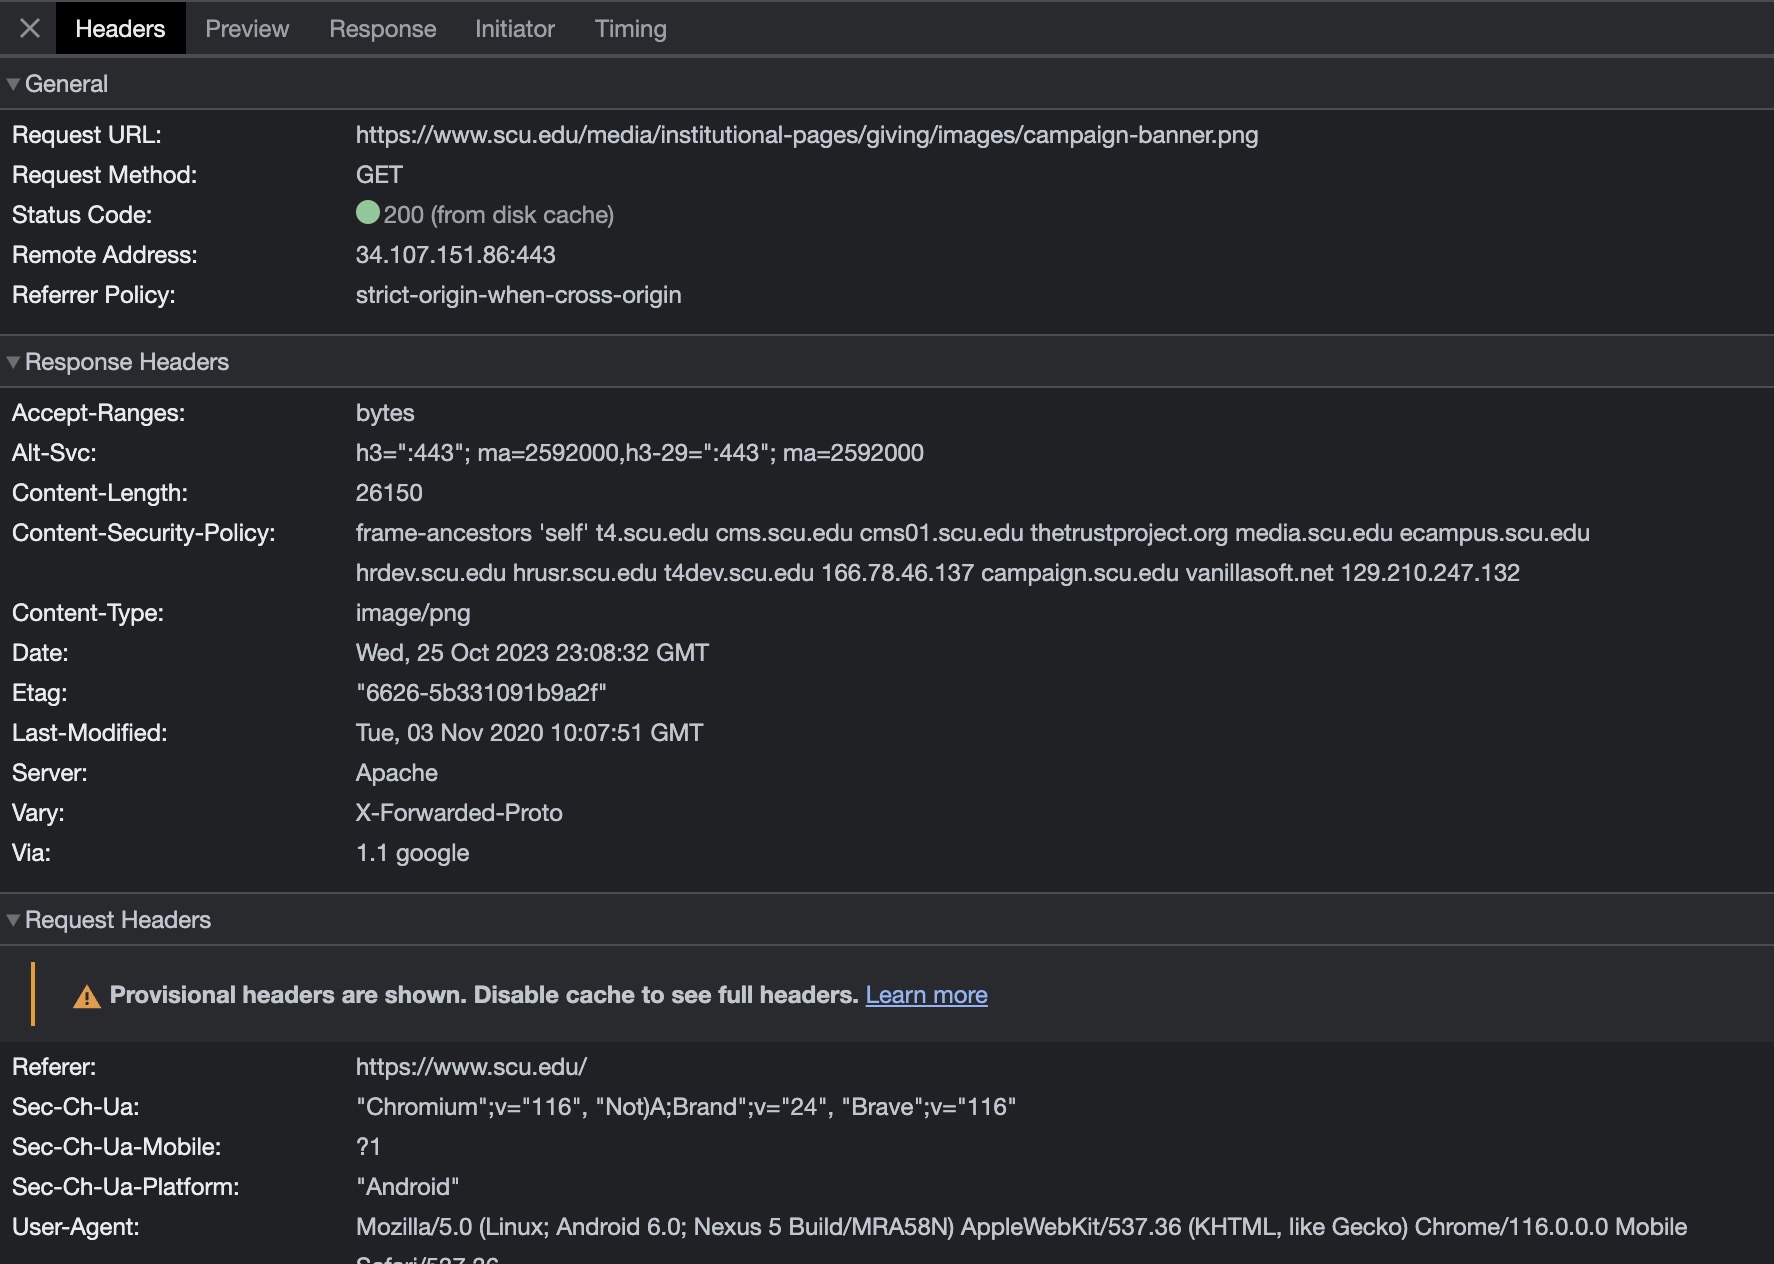 Headers Preview Response Initiator Timing
General
Request URL: https://www.scu.edu/media/institutional-pages/giving/images/campaign-banner.png
Request Method: GET
Status Code: 200 (from disk cache)
Remote Address: 34.107.151.86:443
Referrer Policy: strict-origin-when-cross-origin
Response Headers
Accept-Ranges: bytes
Alt-Svc: h3=":443"; ma=2592000,h3-29=":443"; ma=2592000
Content-Length: 26150
Content-Security-Policy: frame-ancestors 'self' t4.scu.edu cms.scu.edu cms01.scu.edu thetrustproject.org media.scu.edu ecampus.scu.edu
hrdev.scu.edu hrusr.scu.edu t4dev.scu.edu 166.78.46.137 campaign.scu.edu vanillasoft.net 129.210.247.132
Content-Type: image/png
Date: Wed, 25 Oct 2023 23:08:32 GMT
Etag: "6626-5b331091b9a2f"
Last-Modified: Tue, 03 Nov 2020 10:07:51 GMT
Server: Apache
Vary: X-Forwarded-Proto
Via: 1.1 google
Request Headers
Provisional headers are shown. Disable cache to see full headers. Learn more
Referer: https://www.scu.edu/
Sec-Ch-Ua: "Chromium";v="116", "Not)A;Brand";v="24", "Brave";v="116"
Sec-Ch-Ua-Mobile: ?1
Sec-Ch-Ua-Platform: "Android"
User-Agent: Mozilla/5.0 (Linux; Android 6.0; Nexus 5 Build/MRA58N) AppleWebKit/537.36 (KHTML, like Gecko) Chrome/116.0.0.0 Mobile
Safari/537.36